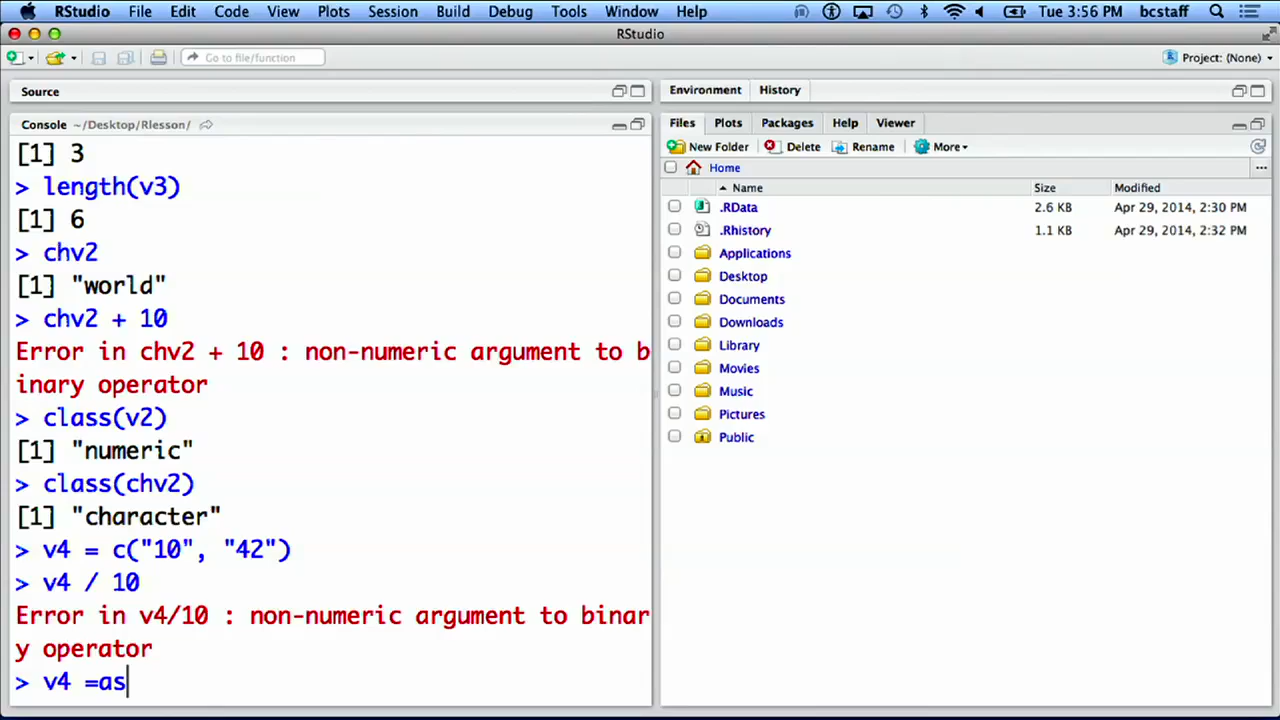 RStudio File Edit Code View Plots Session Build Debug Tools Window Help Tue 3:56 PM bcstaff
RStudio
Go to file/function Project: (None)
Source
Console ~/Desktop/Rlesson/
[1] 3
> length(v3)
[1] 6
> chv2
[1] "world"
> chv2 + 10
Error in chv2 + 10 : non-numeric argument to b
inary operator
> class(v2)
[1] "numeric"
> class(chv2)
[1] "character"
> v4 = c("10", "42")
> v4 / 10
Error in v4/10 : non-numeric argument to binar
y operator
> v4 =as
Environment History
Files Plots Packages Help Viewer
New Folder Delete Rename More
Home
Name Size Modified
.RData 2.6 KB Apr 29, 2014, 2:30 PM
.Rhistory 1.1 KB Apr 29, 2014, 2:32 PM
Applications
Desktop
Documents
Downloads
Library
Movies
Music
Pictures
Public